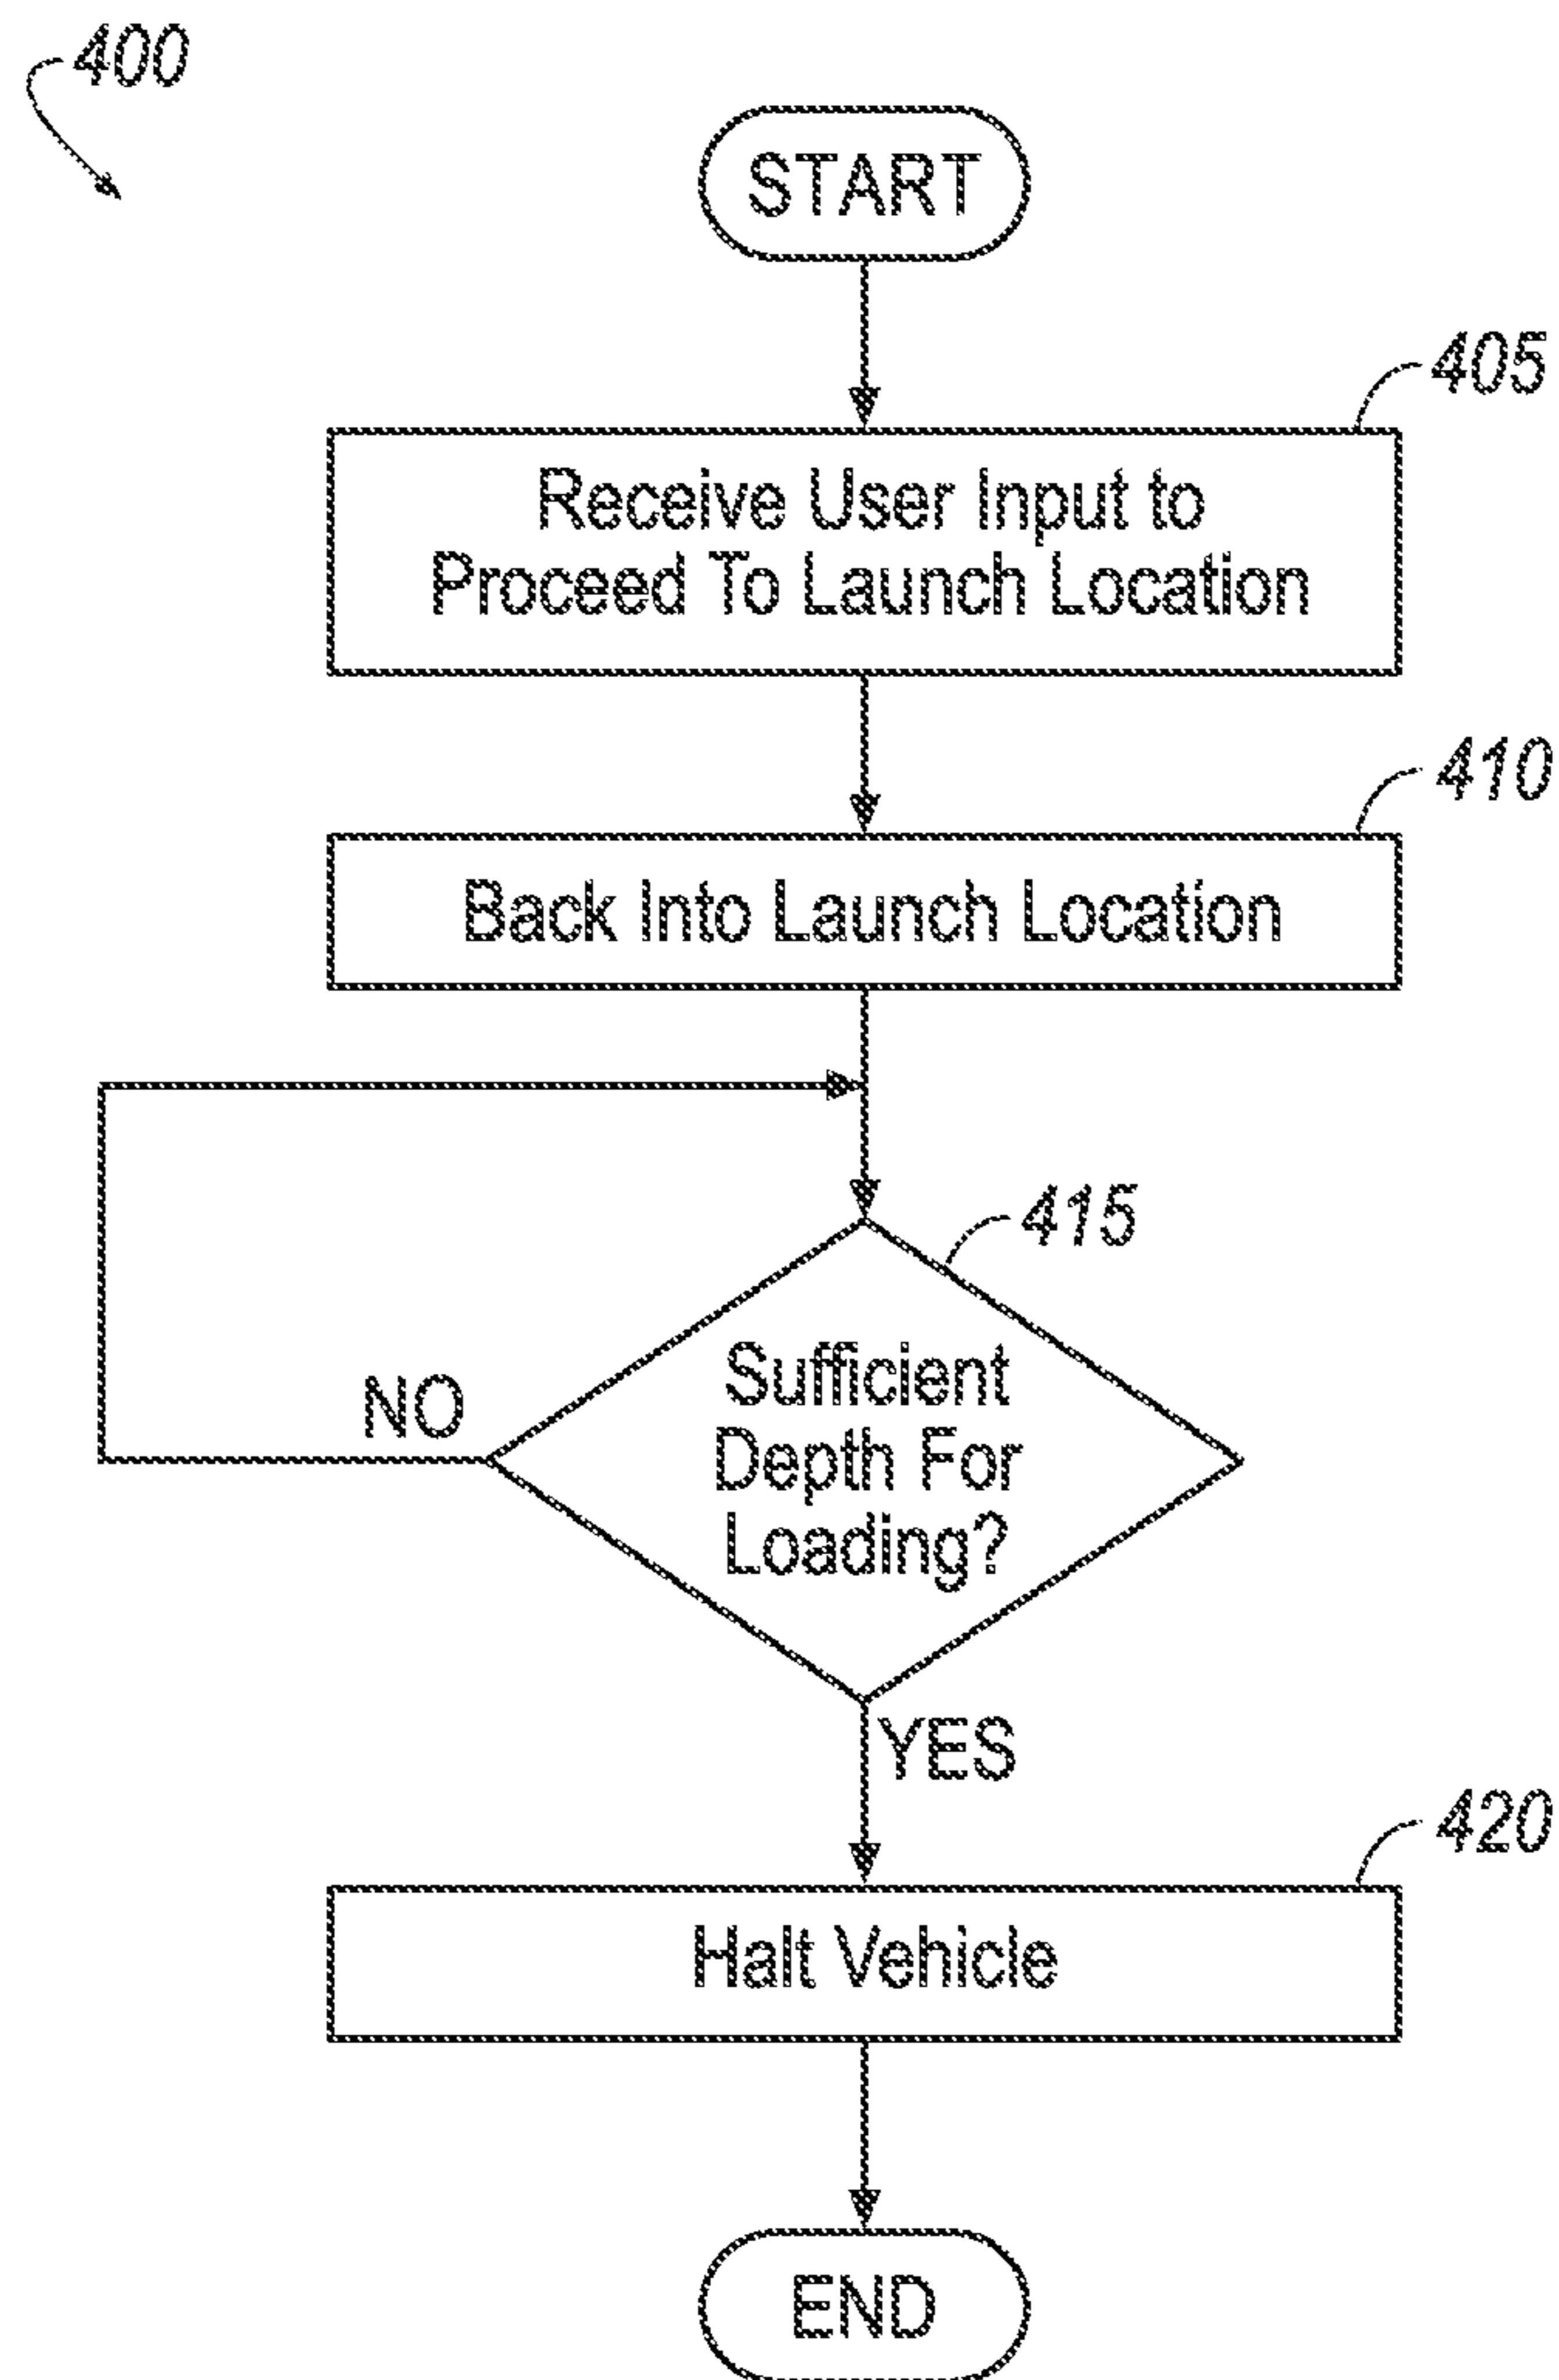 400
START
405
Receive User Input to
Proceed To Launch Location
410
Back Into Launch Location
415
Sufficient
Depth For
Loading?
NO
YES
420
Halt Vehicle
END